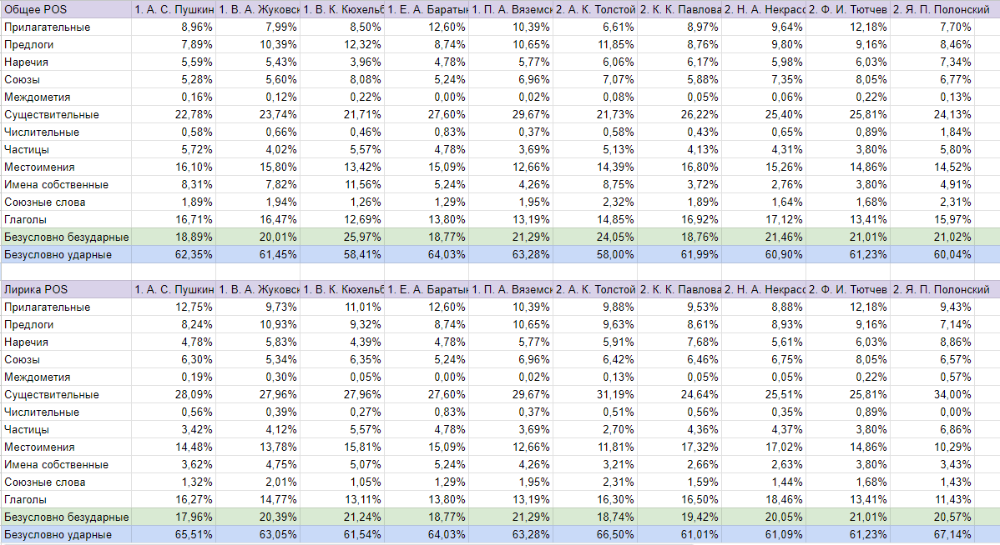 Общее POS 1. А. С. Пушкин 1. В. А. Жуковск 1. В. К. Кюхельб 1. Е. А. Баратын 1. П. А. Вяземск 2. А. К. Толстой 2. К. К. Павлова 2. Н. А. Некрасс 2. Ф. И. Тютчев 2. Я. П. Полонский
Прилагательные 8,96% 7,99% 8,50% 12,60% 10,39% 6,61% 8,97% 9,64% 12,18% 7,70%
Предлоги 7,89% 10,39% 12,32% 8,74% 10,65% 11,85% 8,76% 9,80% 9,16% 8,46%
Наречия 5,59% 5,43% 3,96% 4,78% 5,77% 6,06% 6,17% 5,98% 6,03% 7,34%
Союзы 5,28% 5,60% 8,08% 5,24% 6,96% 7,07% 5,88% 7,35% 8,05% 6,77%
Междометия 0,16% 0,12% 0,22% 0,00% 0,02% 0,08% 0,05% 0,06% 0,22% 0,13%
Существительные 22,78% 23,74% 21,71% 27,60% 29,67% 21,73% 26,22% 25,40% 25,81% 24,13%
Числительные 0,58% 0,66% 0,46% 0,83% 0,37% 0,58% 0,43% 0,65% 0,89% 1,84%
Частицы 5,72% 4,02% 5,57% 4,78% 3,69% 5,13% 4,13% 4,31% 3,80% 5,80%
Местоимения 16,10% 15,80% 13,42% 15,09% 12,66% 14,39% 16,80% 15,26% 14,86% 14,52%
Имена собственные 8,31% 7,82% 11,56% 5,24% 4,26% 8,75% 3,72% 2,76% 3,80% 4,91%
Союзные слова 1,89% 1,94% 1,26% 1,29% 1,95% 2,32% 1,89% 1,64% 1,68% 2,31%
Глаголы 16,71% 16,47% 12,69% 13,80% 13,19% 14,85% 16,92% 17,12% 13,41% 15,97%
Безусловно безударные 18,89% 20,01% 25,97% 18,77% 21,29% 24,05% 18,76% 21,46% 21,01% 21,02%
Безусловно ударные 62,35% 61,45% 58,41% 64,03% 63,28% 58,00% 61,99% 60,90% 61,23% 60,04%
Лирика POS 1. А. С. Пушкин 1. В. А. Жуковск 1. В. К. Кюхельб 1. Е. А. Баратын 1. П. А. Вяземск 2. А. К. Толстой 2. К. К. Павлова 2. Н. А. Некрасс 2. Ф. И. Тютчев 2. Я. П. Полонский
Прилагательные 12,75% 9,73% 11,01% 12,60% 10,39% 9,88% 9,53% 8,88% 12,18% 9,43%
Предлоги 8,24% 10,93% 9,32% 8,74% 10,65% 9,63% 8,61% 8,93% 9,16% 7,14%
Наречия 4,78% 5,83% 4,39% 4,78% 5,77% 5,91% 7,68% 5,61% 6,03% 8,86%
Союзы 6,30% 5,34% 6,35% 5,24% 6,96% 6,42% 6,46% 6,75% 8,05% 6,57%
Междометия 0,19% 0,30% 0,05% 0,00% 0,02% 0,13% 0,05% 0,05% 0,22% 0,57%
Существительные 28,09% 27,96% 27,96% 27,60% 29,67% 31,19% 24,64% 25,51% 25,81% 34,00%
Числительные 0,56% 0,39% 0,27% 0,83% 0,37% 0,51% 0,56% 0,35% 0,89% 0,00%
Частицы 3,42% 4,12% 5,57% 4,78% 3,69% 2,70% 4,36% 4,37% 3,80% 6,86%
Местоимения 14,48% 13,78% 15,81% 15,09% 12,66% 11,81% 17,32% 17,02% 14,86% 10,29%
Имена собственные 3,62% 4,75% 5,07% 5,24% 4,26% 3,21% 2,66% 2,63% 3,80% 3,43%
Союзные слова 1,32% 2,01% 1,05% 1,29% 1,95% 2,31% 1,59% 1,44% 1,68% 1,43%
Глаголы 16,27% 14,77% 13,11% 13,80% 13,19% 16,30% 16,50% 18,46% 13,41% 11,43%
Безусловно безударные 17,96% 20,39% 21,24% 18,77% 21,29% 18,74% 19,42% 20,05% 21,01% 20,57%
Безусловно ударные 65,51% 63,05% 61,54% 64,03% 63,28% 66,50% 61,01% 61,09% 61,23% 67,14%